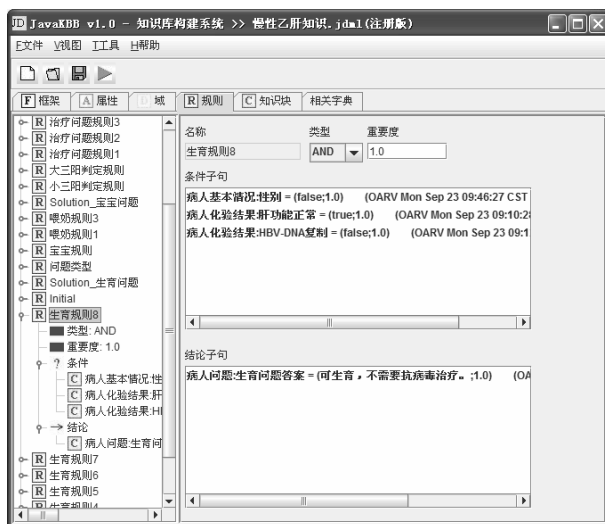 JD JavaKBB v1.0 - 知识库构建系统 >> 慢性乙肝知识.jdml(注册版)
F文件 V视图 T工具 H帮助
F 框架 A 属性 D 域 R 规则 C 知识块 相关字典
R 治疗问题规则3
R 治疗问题规则2
R 治疗问题规则1
R 大三阳判定规则
R 小三阳判定规则
R Solution_宝宝问题
R 喂奶规则3
R 喂奶规则1
R 宝宝规则
R 问题类型
R Solution_生育问题
R Initial
R 生育规则8
类型: AND
重要度: 1.0
? 条件
C 病人基本情况:性
C 病人化验结果:肝
C 病人化验结果:H
结论
C 病人问题:生育问
R 生育规则7
R 生育规则6
R 生育规则5
R 生育规则4
名称 类型 重要度
生育规则8 AND 1.0
条件子句
病人基本情况:性别 = (false;1.0) (OARV Mon Sep 23 09:46:27 CST
病人化验结果:肝功能正常 = (true;1.0) (OARV Mon Sep 23 09:10:28
病人化验结果:HBV-DNA复制 = (false;1.0) (OARV Mon Sep 23 09:1
结论子句
病人问题:生育问题答案 = (可生育，不需要抗病毒治疗。;1.0) (OA